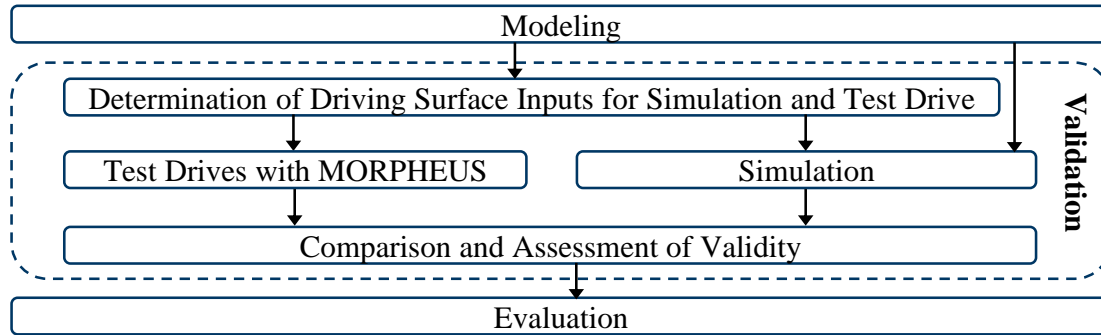 Modeling
Determination of Driving Surface Inputs for Simulation and Test Drive
Test Drives with MORPHEUS
Simulation
Validation
Comparison and Assessment of Validity
Evaluation